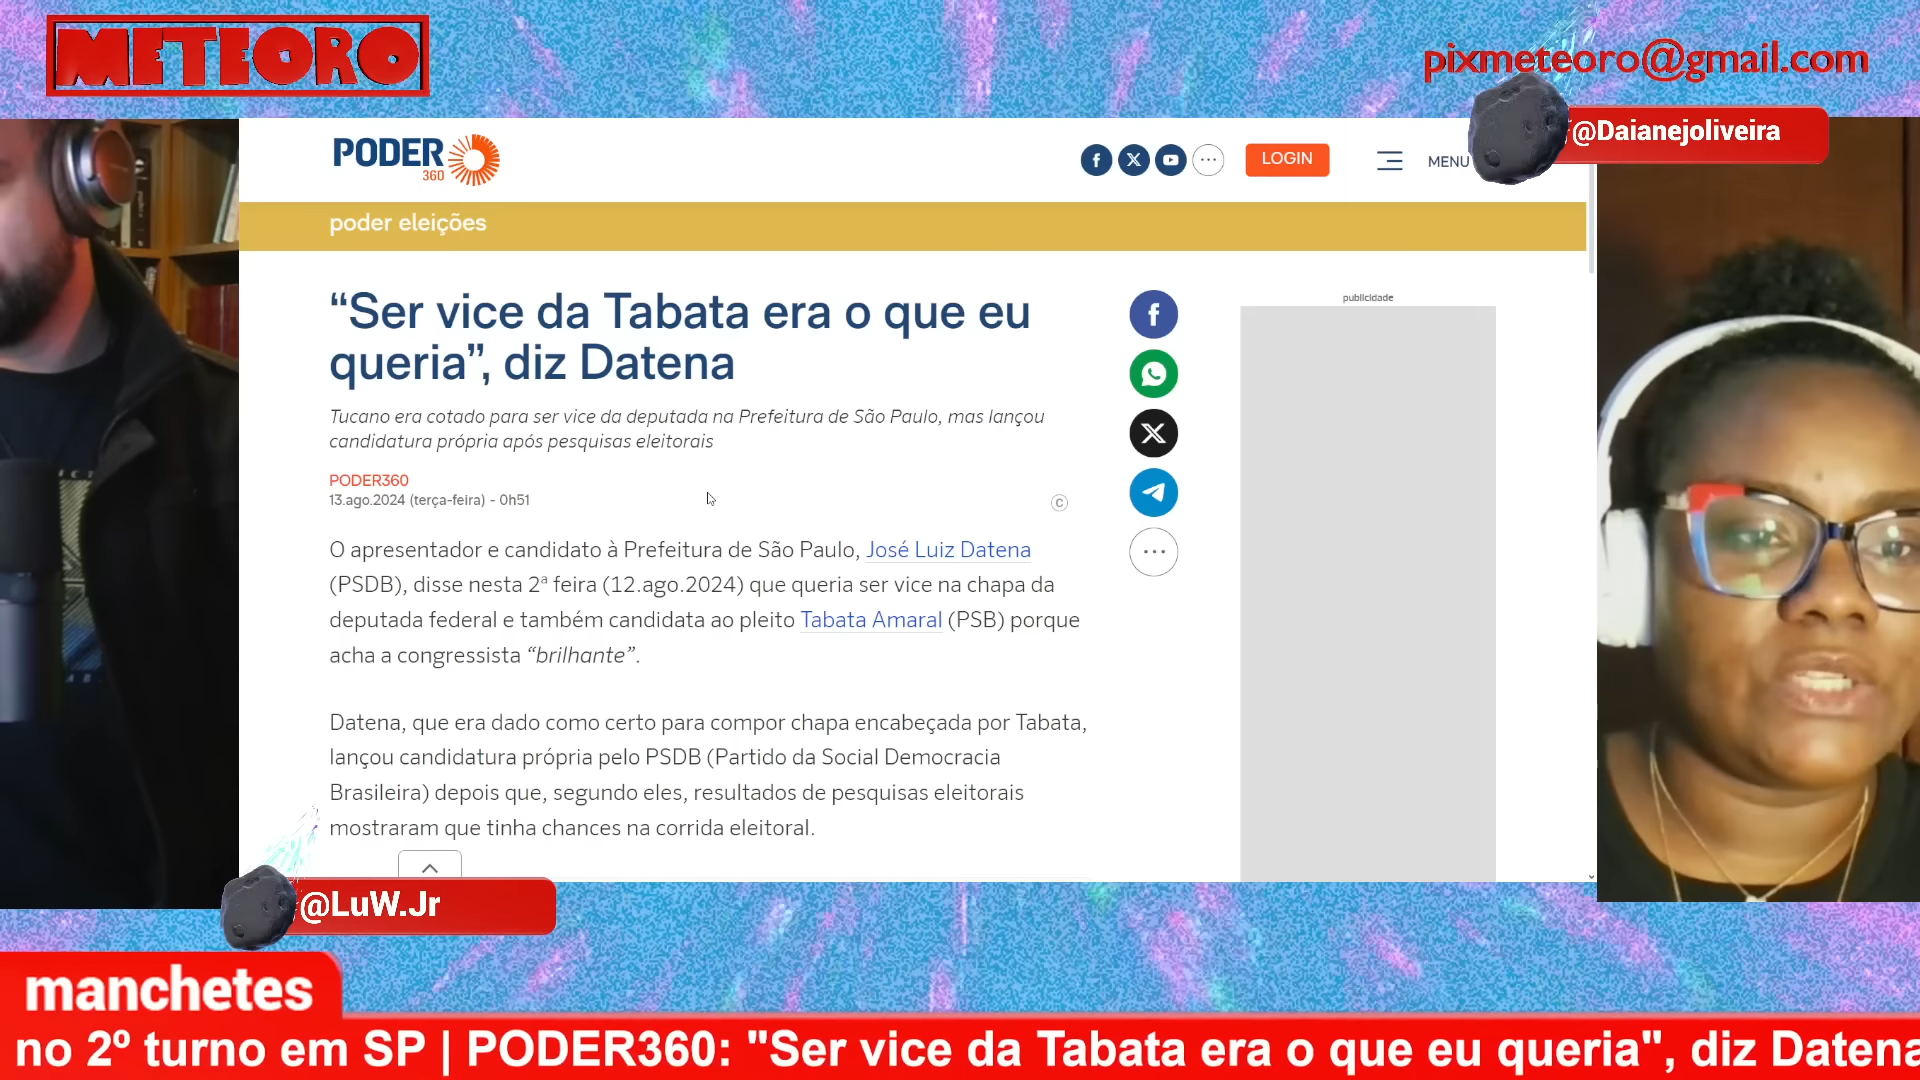 METEORO
pixmeteoro@gmail.com
@Daianejoliveira
PODER
360
LOGIN
MENU
poder eleições
“Ser vice da Tabata era o que eu
queria”, diz Datena
Tucano era cotado para ser vice da deputada na Prefeitura de São Paulo, mas lançou
candidatura própria após pesquisas eleitorais
PODER360
13.ago.2024 (terça-feira) - 0h51
publicidade
O apresentador e candidato à Prefeitura de São Paulo, José Luiz Datena
(PSDB), disse nesta 2ª feira (12.ago.2024) que queria ser vice na chapa da
deputada federal e também candidata ao pleito Tabata Amaral (PSB) porque
acha a congressista “brilhante”.
Datena, que era dado como certo para compor chapa encabeçada por Tabata,
lançou candidatura própria pelo PSDB (Partido da Social Democracia
Brasileira) depois que, segundo eles, resultados de pesquisas eleitorais
mostraram que tinha chances na corrida eleitoral.
@LuW.Jr
manchetes
no 2º turno em SP | PODER360: "Ser vice da Tabata era o que eu queria", diz Datena